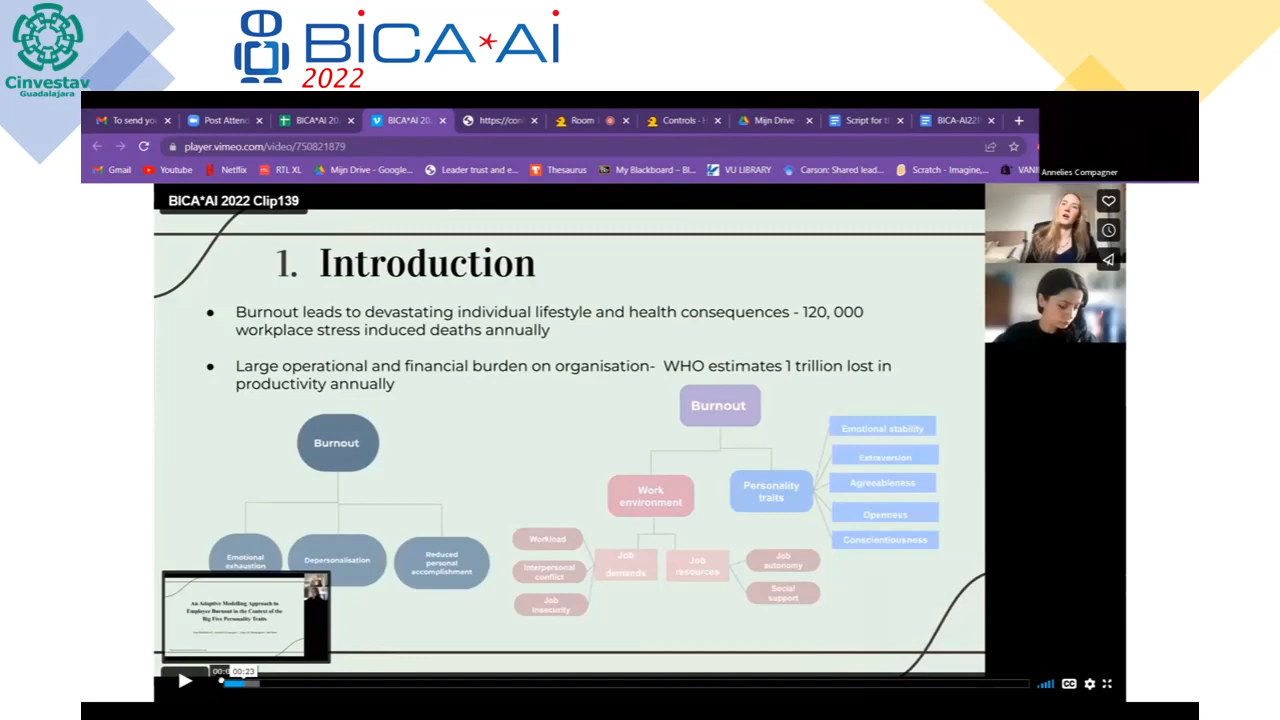 Cinvestav
Guadalajara
BICA*Ai
2022
To send yo
Post Attend
BICA*AI 20
BICA*AI 20
https://con
Room
Controls - H
Mijn Drive
Script for t
BICA-AI22
player.vimeo.com/video/750821879
Gmail
Youtube
Netflix
RTL XL
Mijn Drive - Google...
Leader trust and e...
Thesaurus
My Blackboard – Bl...
VU LIBRARY
Carson: Shared lead...
Scratch - Imagine,...
VANI
Annelies Compagner
BICA*AI 2022 Clip139
1. Introduction
● Burnout leads to devastating individual lifestyle and health consequences - 120, 000
workplace stress induced deaths annually
● Large operational and financial burden on organisation- WHO estimates 1 trillion lost in
productivity annually
Burnout
Emotional
exhaustion
Depersonalisation
Reduced
personal
accomplishment
Burnout
Work
environment
Personality
traits
Emotional stability
Extraversion
Agreeableness
Openness
Conscientiousness
Workload
Interpersonal
conflict
Job
insecurity
Job
demands
Job
resources
Job
autonomy
Social
support
An Adaptive Modelling Approach to
Employee Burnout in the Context of the
Big Five Personality Traits
00:23
CC